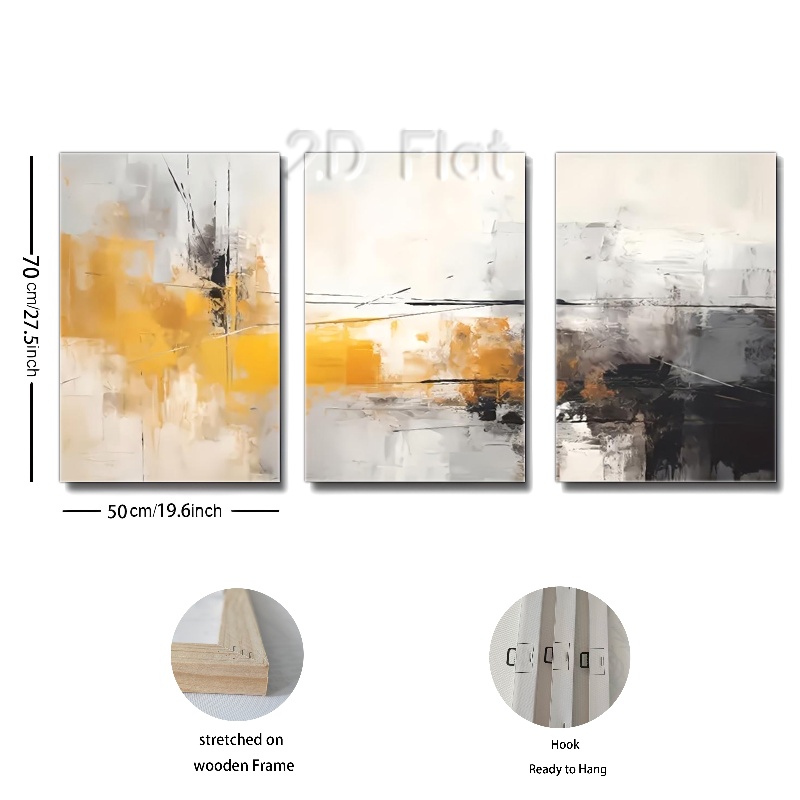 2D Flat
70cm/27.5inch
50cm/19.6inch
stretched on
wooden Frame
Hook
Ready to Hang